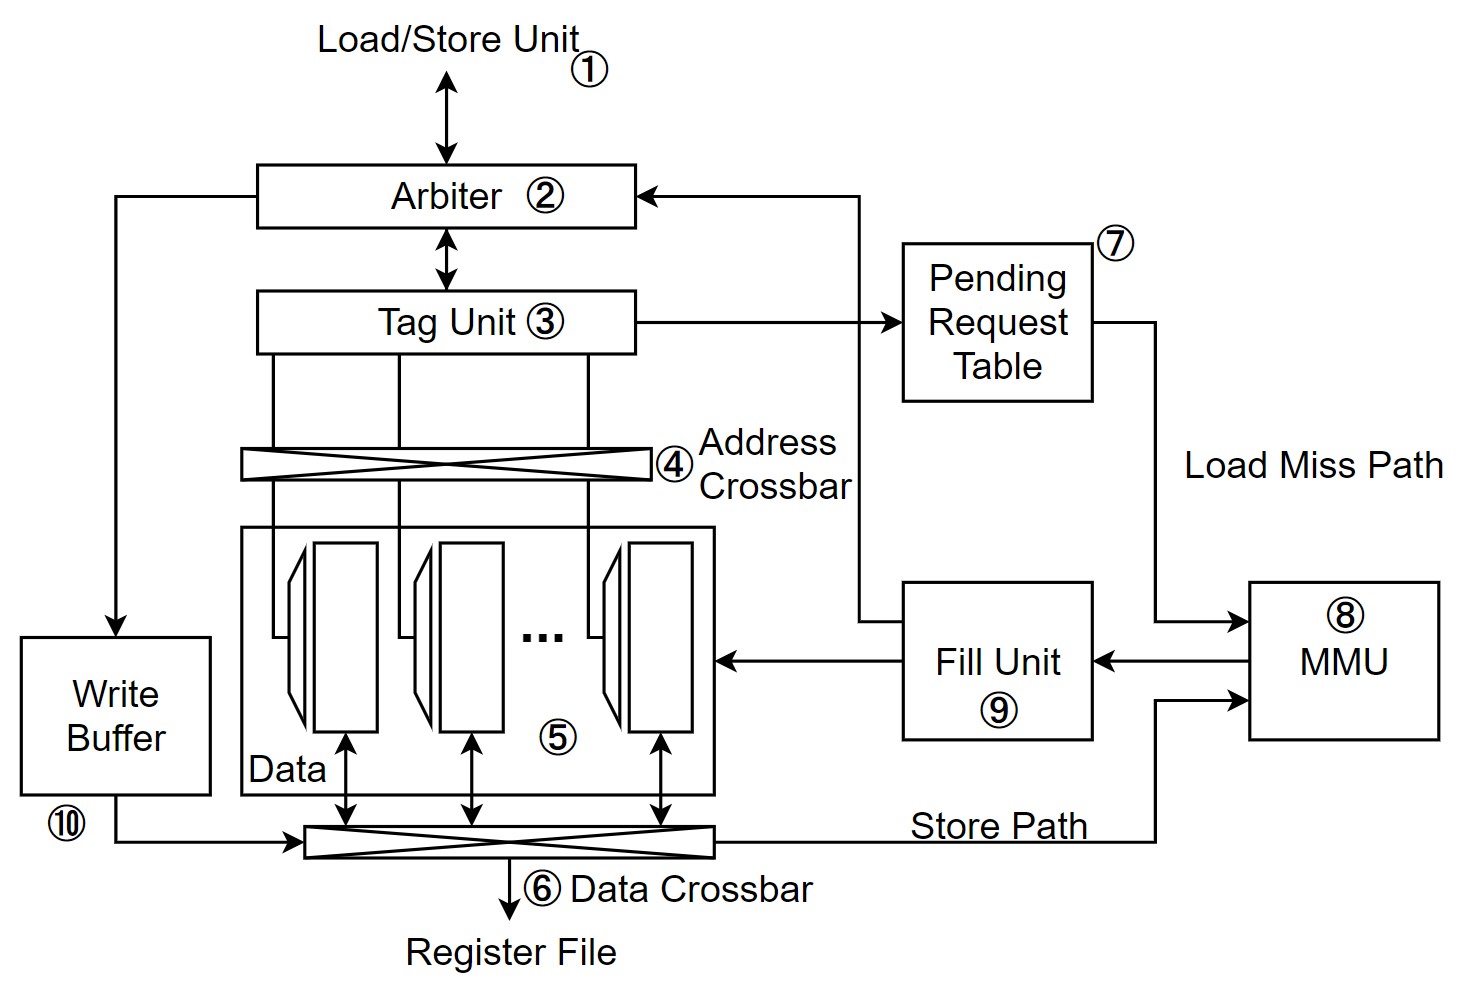 Load/Store Unit
①
Arbiter ②
Tag Unit ③
⑦
Pending
Request
Table
④ Address
Crossbar
Load Miss Path
...
⑧
MMU
Fill Unit
⑨
Write
Buffer
⑤
Data
⑩
Store Path
⑥ Data Crossbar
Register File